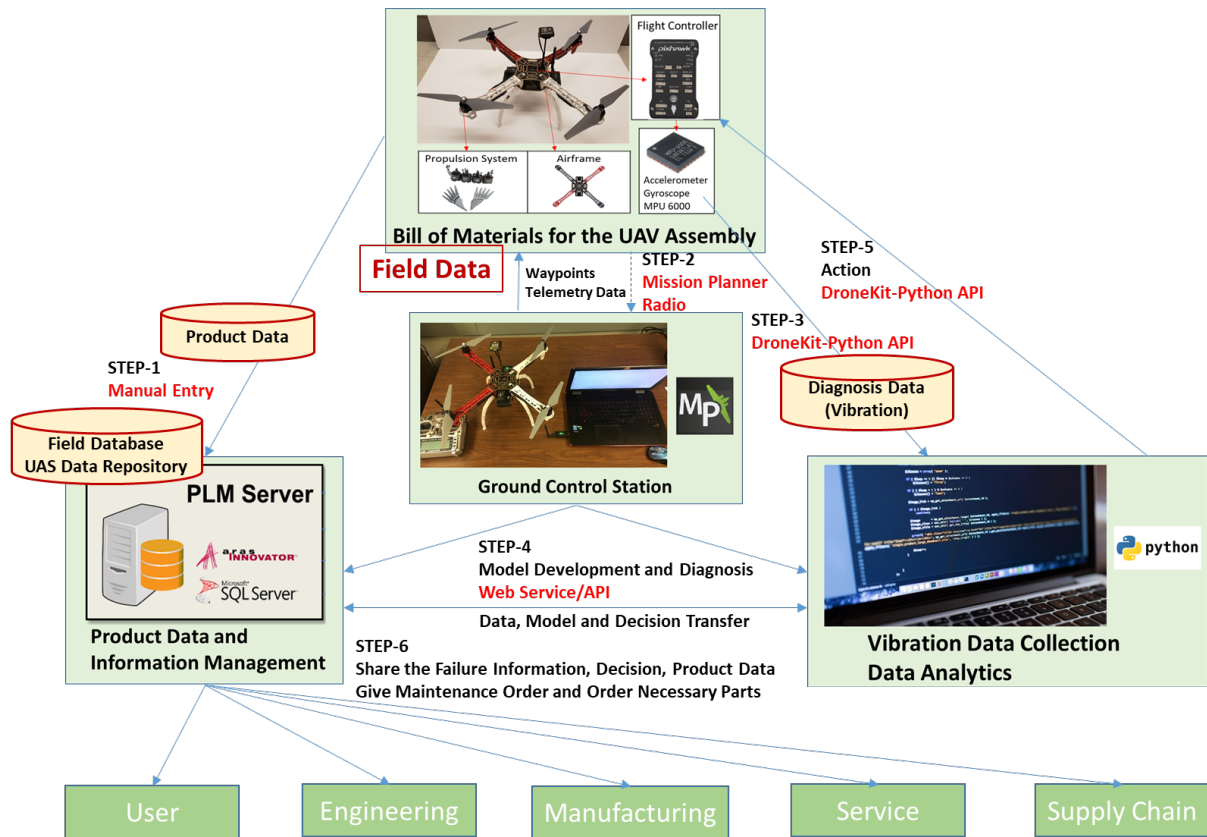 Flight Controller
pixhawk
Propulsion System
Airframe
Accelerometer
Gyroscope
MPU 6000
Bill of Materials for the UAV Assembly
Field Data
Waypoints
Telemetry Data
STEP-2
Mission Planner
Radio
STEP-5
Action
DroneKit-Python API
STEP-3
DroneKit-Python API
Product Data
STEP-1
Manual Entry
Diagnosis Data
(Vibration)
Field Database
UAS Data Repository
MP
PLM Server
aras
INNOVATOR
Microsoft
SQL Server
Ground Control Station
python
STEP-4
Model Development and Diagnosis
Web Service/API
Data, Model and Decision Transfer
Product Data and
Information Management
Vibration Data Collection
Data Analytics
STEP-6
Share the Failure Information, Decision, Product Data
Give Maintenance Order and Order Necessary Parts
User
Engineering
Manufacturing
Service
Supply Chain